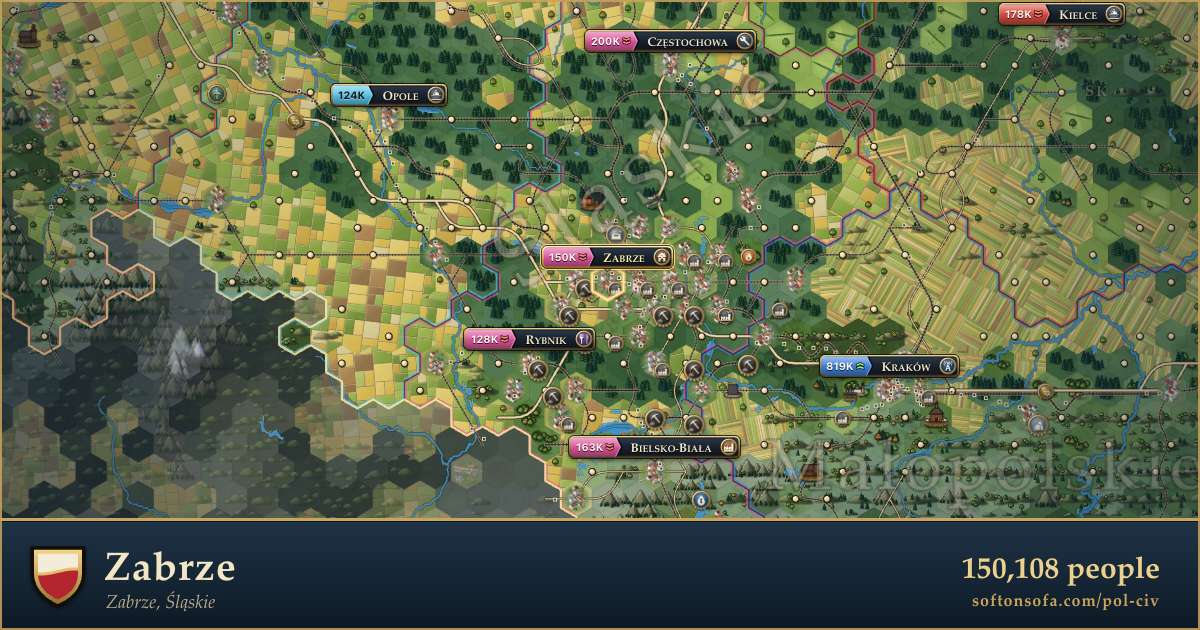 178K KIELCE
200K CZĘSTOCHOWA
124K OPOLE
Śląskie
150K ZABRZE
128K RYBNIK
819K KRAKÓW
163K BIELSKO-BIAŁA
Małopolskie
Zabrze
Zabrze, Śląskie
150,108 people
softonsofa.com/pol-civ